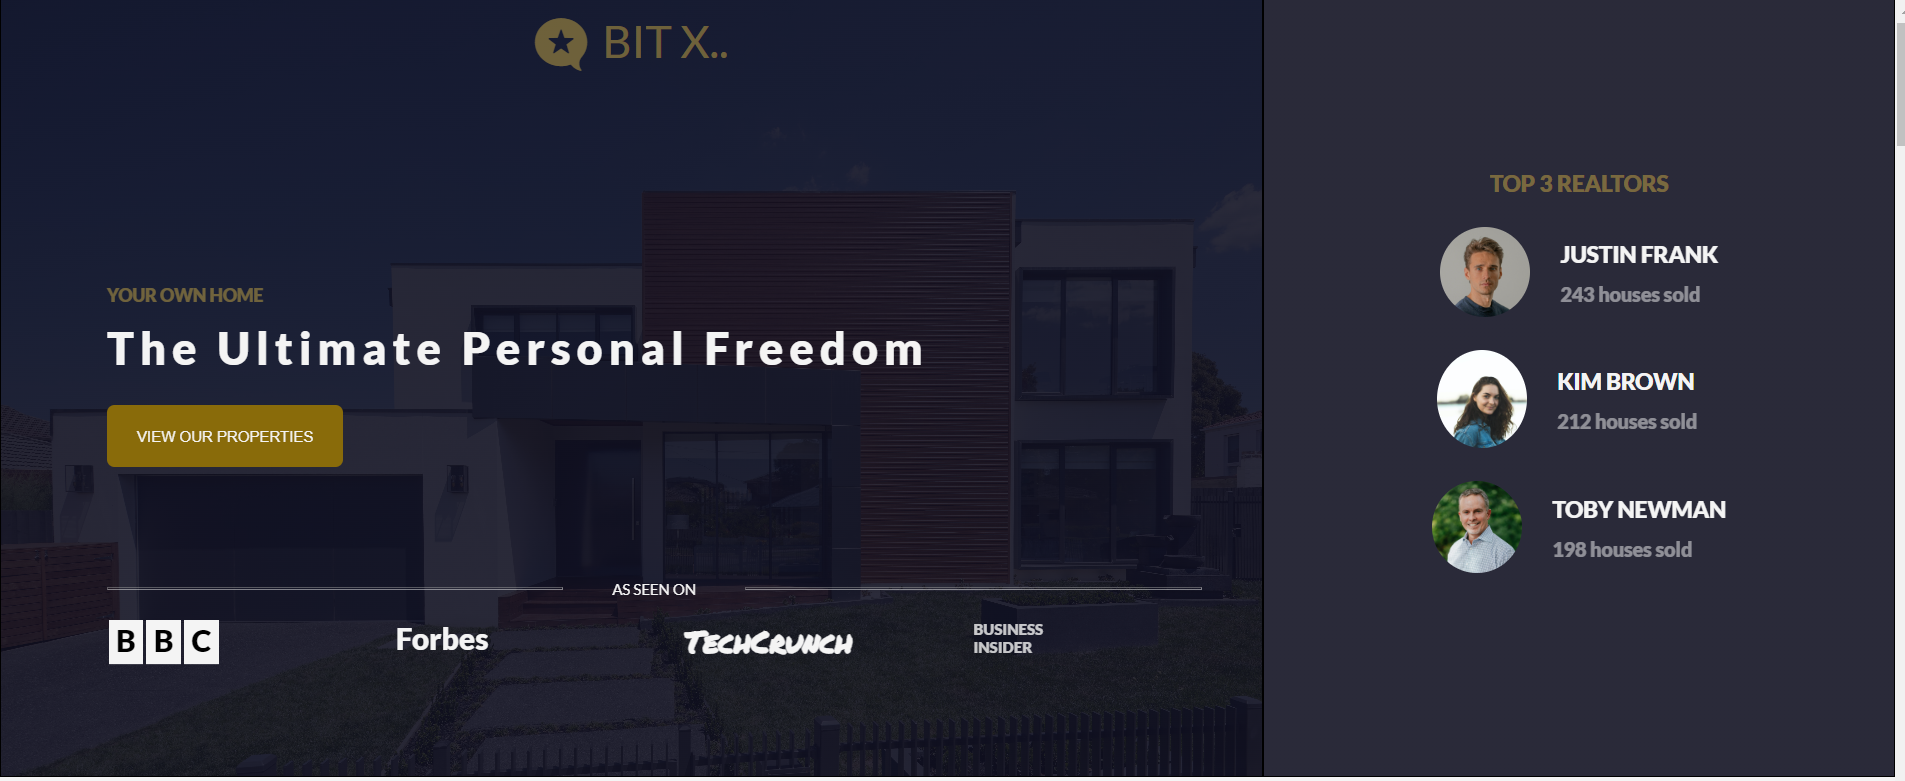 BIT X..
YOUR OWN HOME
The Ultimate Personal Freedom
VIEW OUR PROPERTIES
AS SEEN ON
BBC
Forbes
TECHCRUNCH
BUSINESS
INSIDER
TOP 3 REALTORS
JUSTIN FRANK
243 houses sold
KIM BROWN
212 houses sold
TOBY NEWMAN
198 houses sold